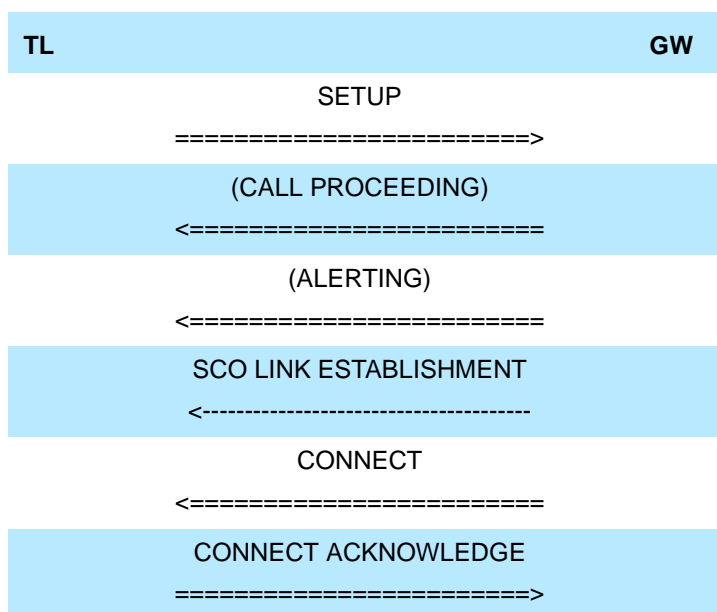 TL GW
SETUP
========================>
(CALL PROCEEDING)
<========================
(ALERTING)
<========================
SCO LINK ESTABLISHMENT
<---------------------------------------
CONNECT
<========================
CONNECT ACKNOWLEDGE
========================>